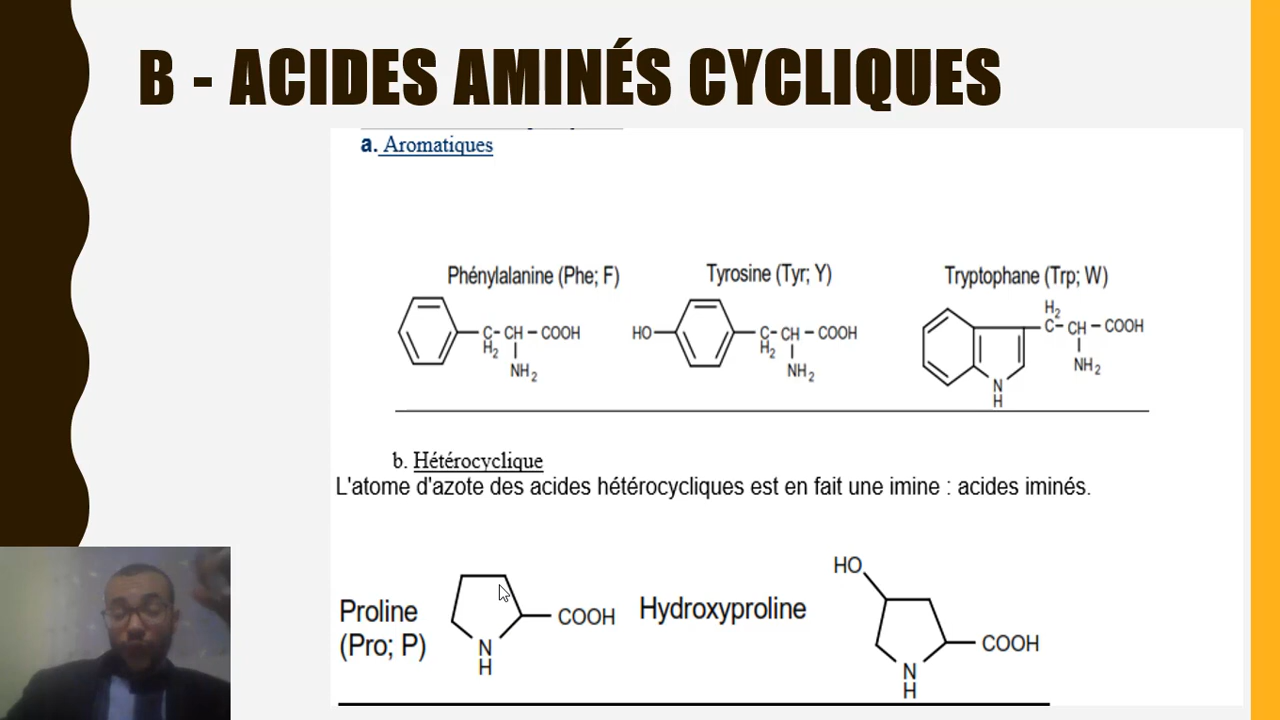 B - ACIDES AMINÉS CYCLIQUES
a. Aromatiques
Phénylalanine (Phe; F)
Tyrosine (Tyr; Y)
Tryptophane (Trp; W)
C - CH – COOH
H2
NH2
HO
C - CH – COOH
H2
NH2
H2
C - CH – COOH
NH2
N
H
b. Hétérocyclique
L'atome d'azote des acides hétérocycliques est en fait une imine : acides iminés.
Proline
(Pro; P)
COOH
N
H
Hydroxyproline
HO
COOH
N
H